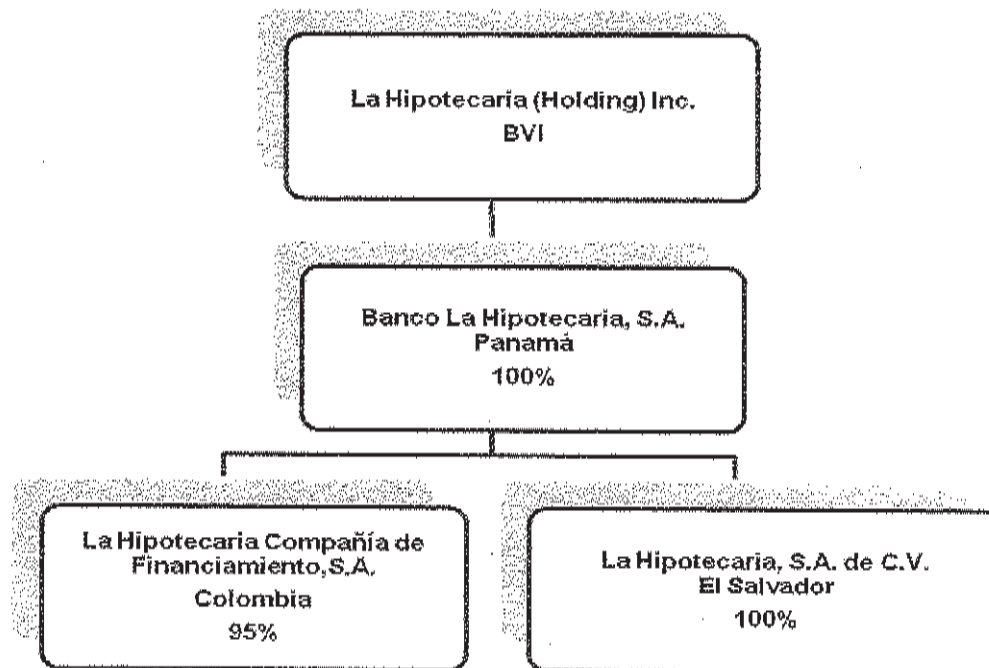 La Hipotecaria (Holding) Inc.
BVI
Banco La Hipotecaria, S.A.
Panamá
100%
La Hipotecaria Compañía de
Financiamiento, S.A.
Colombia
95%
La Hipotecaria, S.A. de C.V.
El Salvador
100%